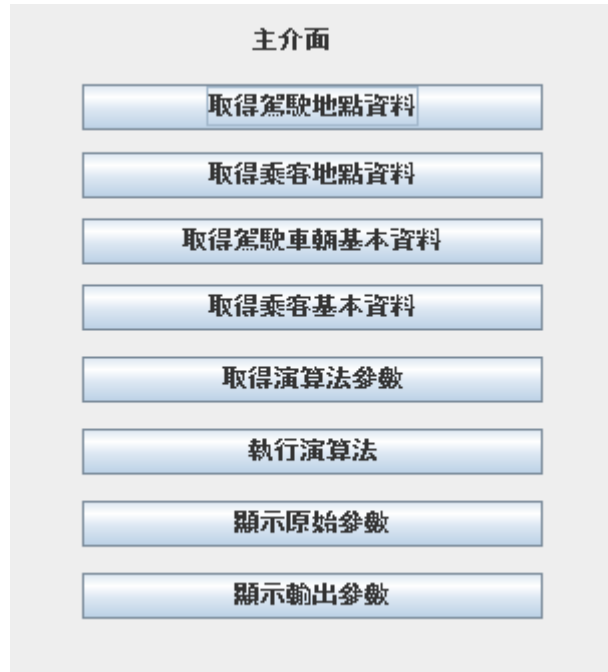 主介面
取得駕駛地點資料
取得乘客地點資料
取得駕駛車輛基本資料
取得乘客基本資料
取得演算法參數
執行演算法
顯示原始參數
顯示輸出參數